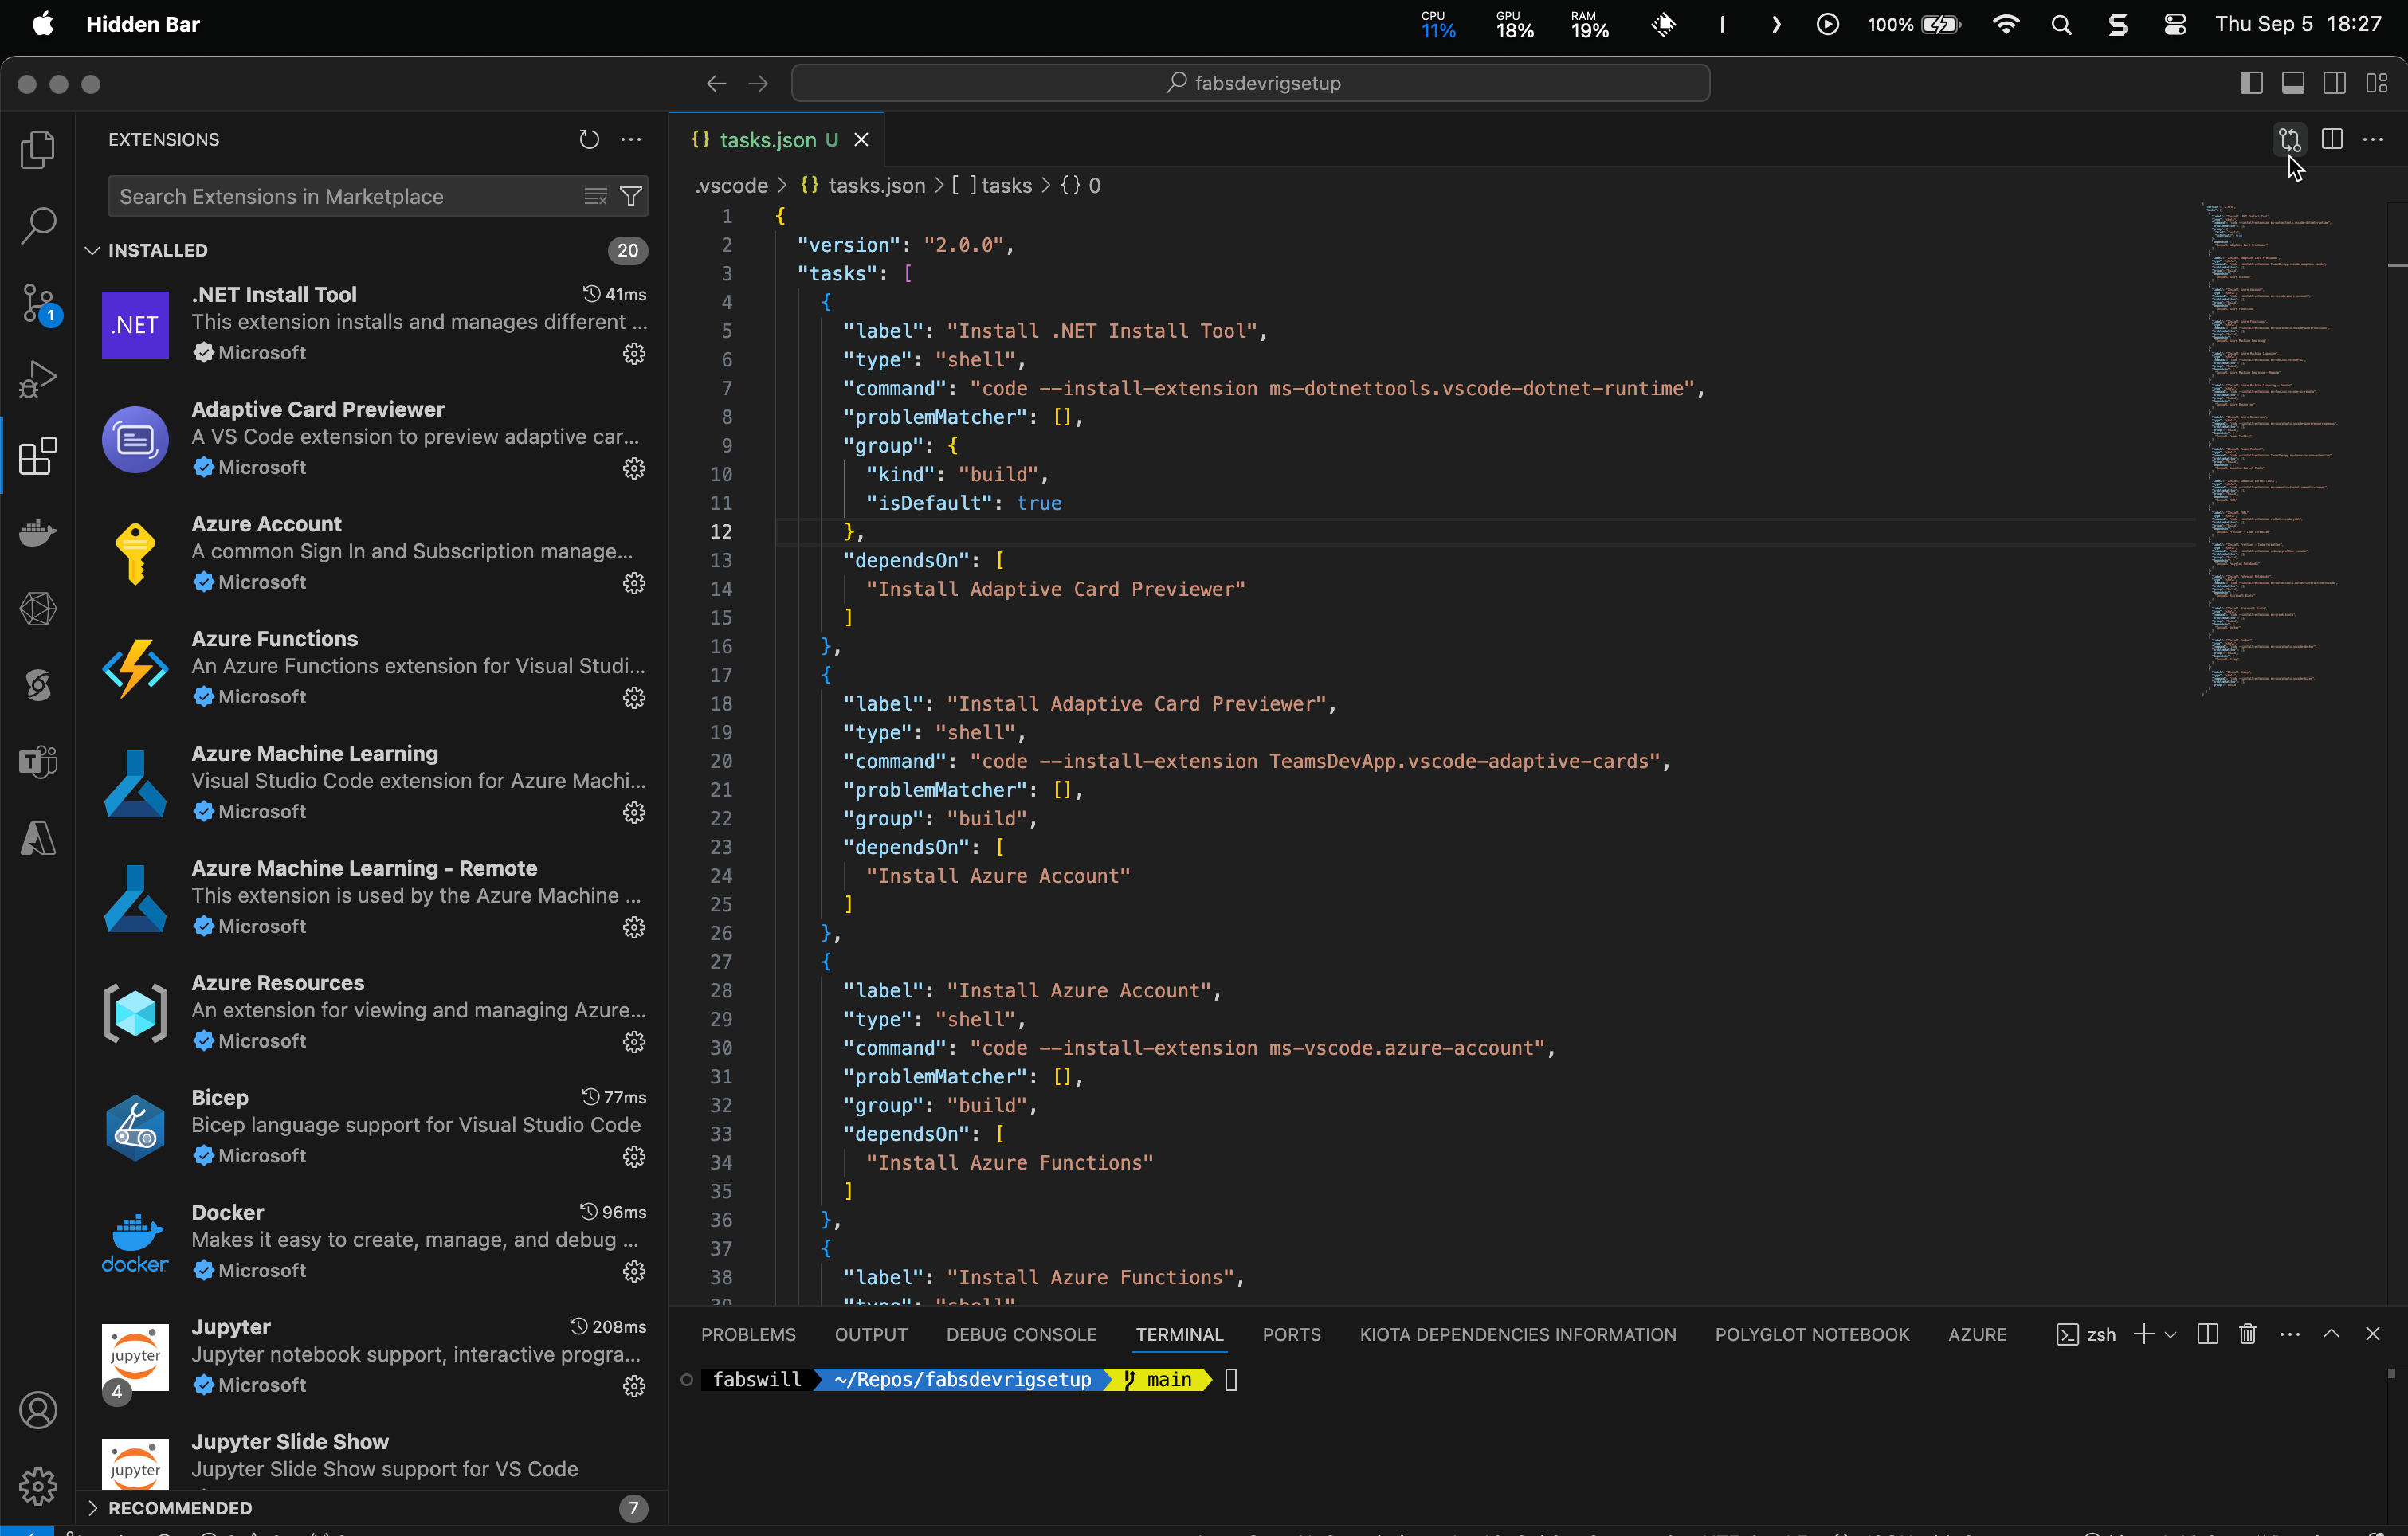 Hidden Bar
CPU 11%
GPU 18%
RAM 19%
100%
Thu Sep 5 18:27
fabsdevrigsetup
EXTENSIONS
Search Extensions in Marketplace
INSTALLED 20
.NET
.NET Install Tool 41ms
This extension installs and manages different ...
Microsoft
Adaptive Card Previewer
A VS Code extension to preview adaptive car...
Microsoft
Azure Account
A common Sign In and Subscription manage...
Microsoft
Azure Functions
An Azure Functions extension for Visual Studi...
Microsoft
Azure Machine Learning
Visual Studio Code extension for Azure Machi...
Microsoft
Azure Machine Learning - Remote
This extension is used by the Azure Machine ...
Microsoft
Azure Resources
An extension for viewing and managing Azure...
Microsoft
Bicep 77ms
Bicep language support for Visual Studio Code
Microsoft
docker
Docker 96ms
Makes it easy to create, manage, and debug ...
Microsoft
jupyter
4
Jupyter 208ms
Jupyter notebook support, interactive progra...
Microsoft
jupyter
Jupyter Slide Show
Jupyter Slide Show support for VS Code
RECOMMENDED 7
1
{} tasks.json U
.vscode > {} tasks.json > [ ] tasks > {} 0
1 {
2 "version": "2.0.0",
3 "tasks": [
4 {
5 "label": "Install .NET Install Tool",
6 "type": "shell",
7 "command": "code --install-extension ms-dotnettools.vscode-dotnet-runtime",
8 "problemMatcher": [],
9 "group": {
10 "kind": "build",
11 "isDefault": true
12 },
13 "dependsOn": [
14 "Install Adaptive Card Previewer"
15 ]
16 },
17 {
18 "label": "Install Adaptive Card Previewer",
19 "type": "shell",
20 "command": "code --install-extension TeamsDevApp.vscode-adaptive-cards",
21 "problemMatcher": [],
22 "group": "build",
23 "dependsOn": [
24 "Install Azure Account"
25 ]
26 },
27 {
28 "label": "Install Azure Account",
29 "type": "shell",
30 "command": "code --install-extension ms-vscode.azure-account",
31 "problemMatcher": [],
32 "group": "build",
33 "dependsOn": [
34 "Install Azure Functions"
35 ]
36 },
37 {
38 "label": "Install Azure Functions",
39 "type": "shell"
PROBLEMS OUTPUT DEBUG CONSOLE TERMINAL PORTS KIOTA DEPENDENCIES INFORMATION POLYGLOT NOTEBOOK AZURE zsh
fabswill ~/Repos/fabsdevrigsetup main